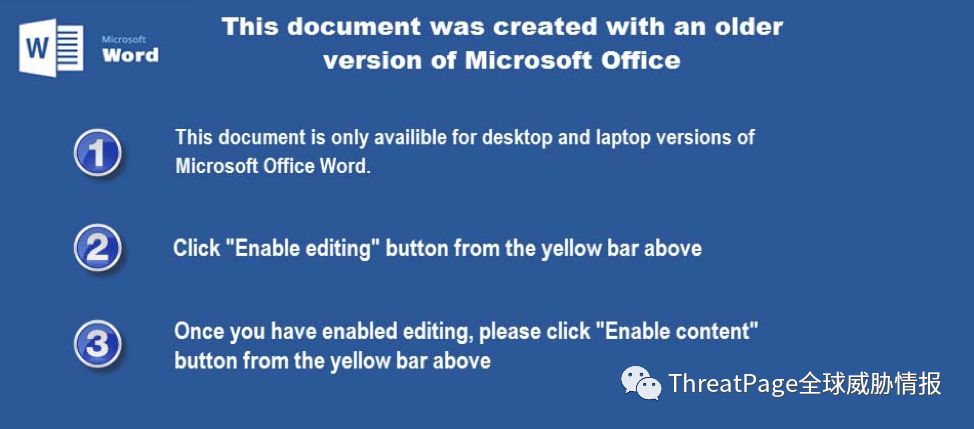 This document was created with an older
version of Microsoft Office
W
Microsoft
Word
1
This document is only availible for desktop and laptop versions of
Microsoft Office Word.
2
Click "Enable editing" button from the yellow bar above
3
Once you have enabled editing, please click "Enable content"
button from the yellow bar above
ThreatPage全球威胁情报